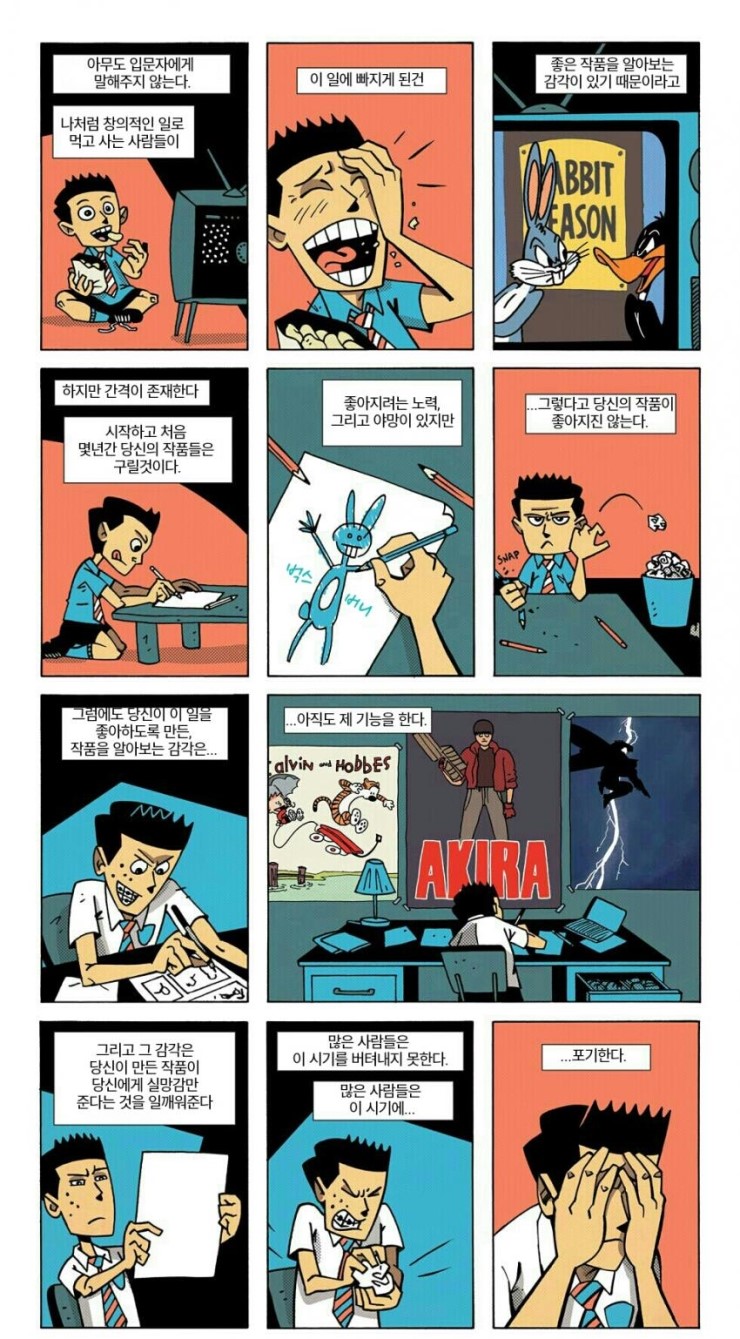 아무도 입문자에게
말해주지 않는다.
나처럼 창의적인 일로
먹고 사는 사람들이
이 일에 빠지게 된건
좋은 작품을 알아보는
감각이 있기 때문이라고
ABBIT
EASON
하지만 간격이 존재한다
시작하고 처음
몇년간 당신의 작품들은
구릴것이다.
좋아지려는 노력,
그리고 야망이 있지만
벅스
버니
...그렇다고 당신의 작품이
좋아지진 않는다.
SNAP
그럼에도 당신이 이 일을
좋아하도록 만든,
작품을 알아보는 감각은...
...아직도 제 기능을 한다.
alvin and HObbES
AKIRA
그리고 그 감각은
당신이 만든 작품이
당신에게 실망감만
준다는 것을 일깨워준다
많은 사람들은
이 시기를 버텨내지 못한다.
많은 사람들은
이 시기에...
...포기한다.